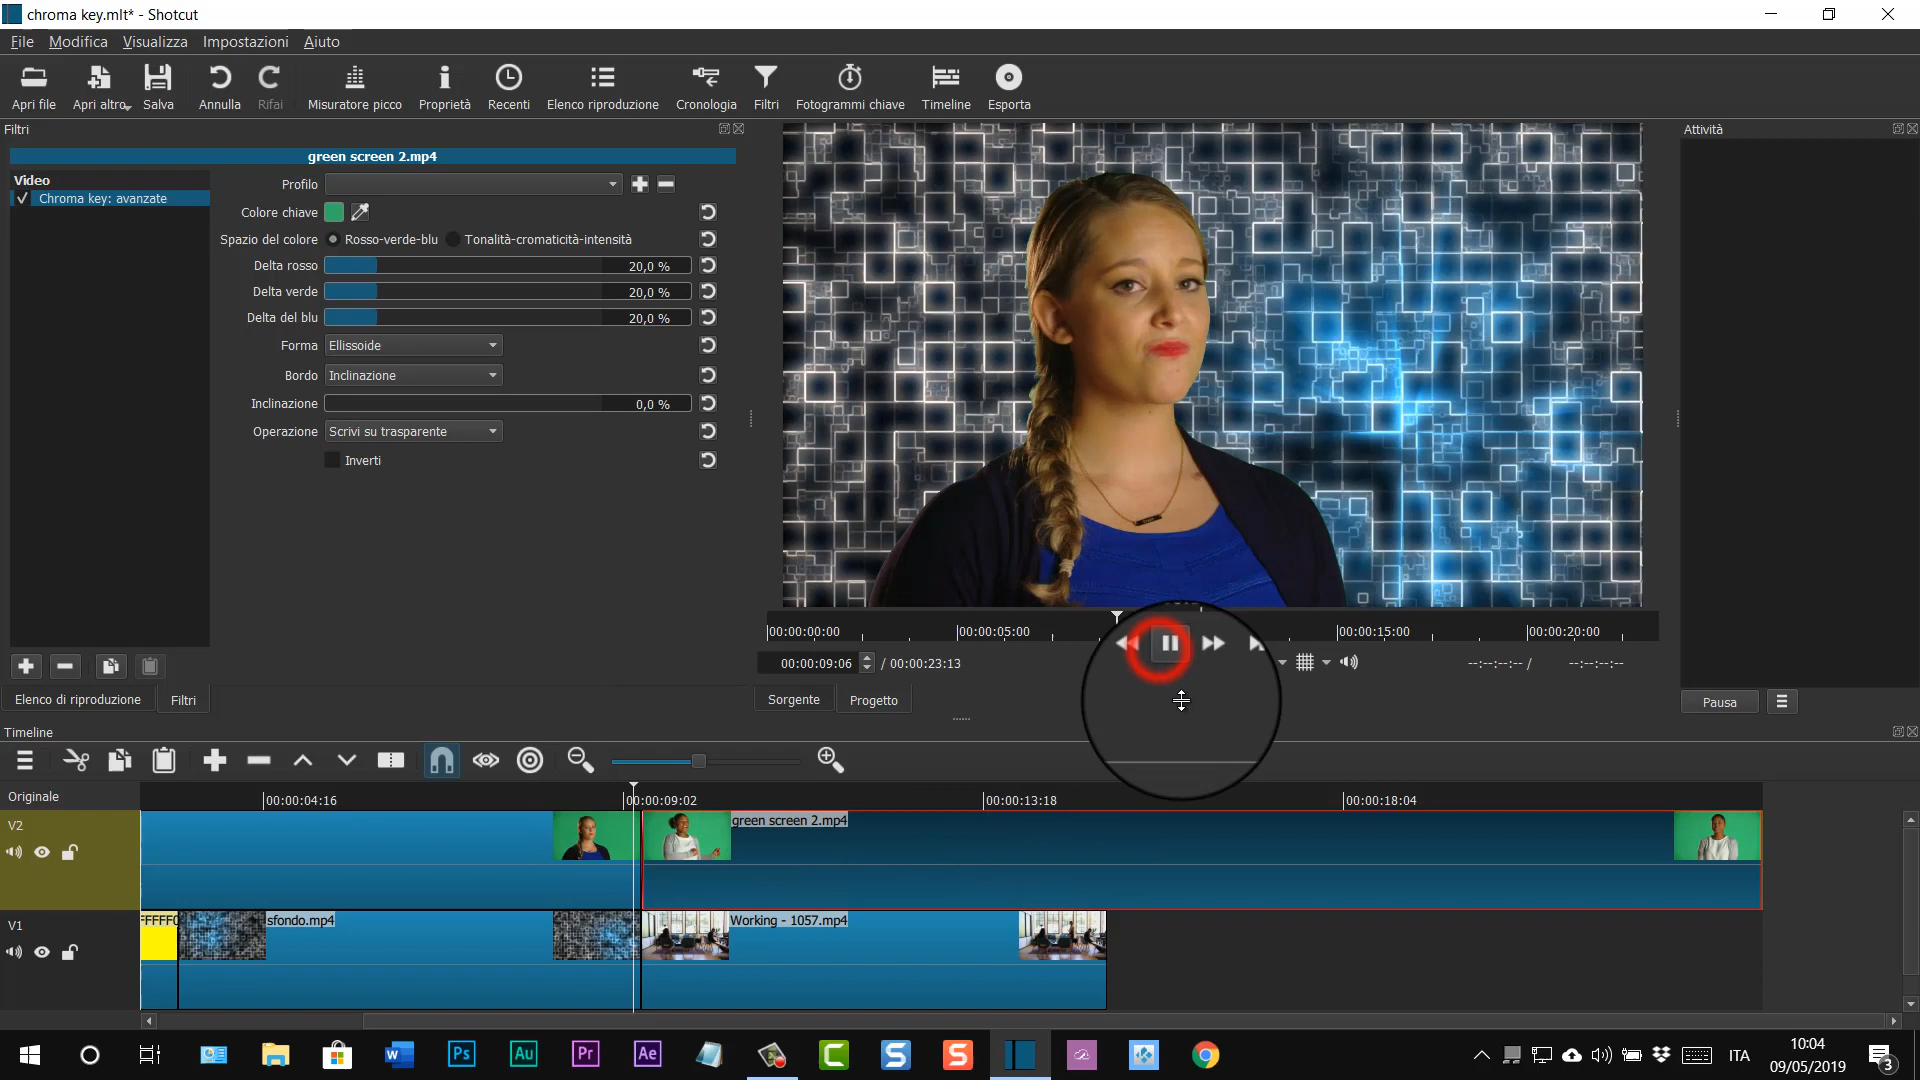 chroma key.mlt* - Shotcut
File Modifica Visualizza Impostazioni Aiuto
Apri file Apri altro Salva Annulla Rifai Misuratore picco Proprietà Recenti Elenco riproduzione Cronologia Filtri Fotogrammi chiave Timeline Esporta
Filtri
Attività
green screen 2.mp4
Video
Chroma key: avanzate
Profilo
Colore chiave
Spazio del colore Rosso-verde-blu Tonalità-cromaticità-intensità
Delta rosso 20,0 %
Delta verde 20,0 %
Delta del blu 20,0 %
Forma Ellissoide
Bordo Inclinazione
Inclinazione 0,0 %
Operazione Scrivi su trasparente
Inverti
00:00:00:00 00:00:05:00 00:00:15:00 00:00:20:00
00:00:09:06 / 00:00:23:13 --:--:--:-- / --:--:--:--
Elenco di riproduzione Filtri
Sorgente Progetto
Pausa
Timeline
Originale
00:00:04:16 00:00:09:02 00:00:13:18 00:00:18:04
V2
green screen 2.mp4
V1
FFFFF0 sfondo.mp4 Working - 1057.mp4
Ps Au Pr Ae
ITA
10:04
09/05/2019
3